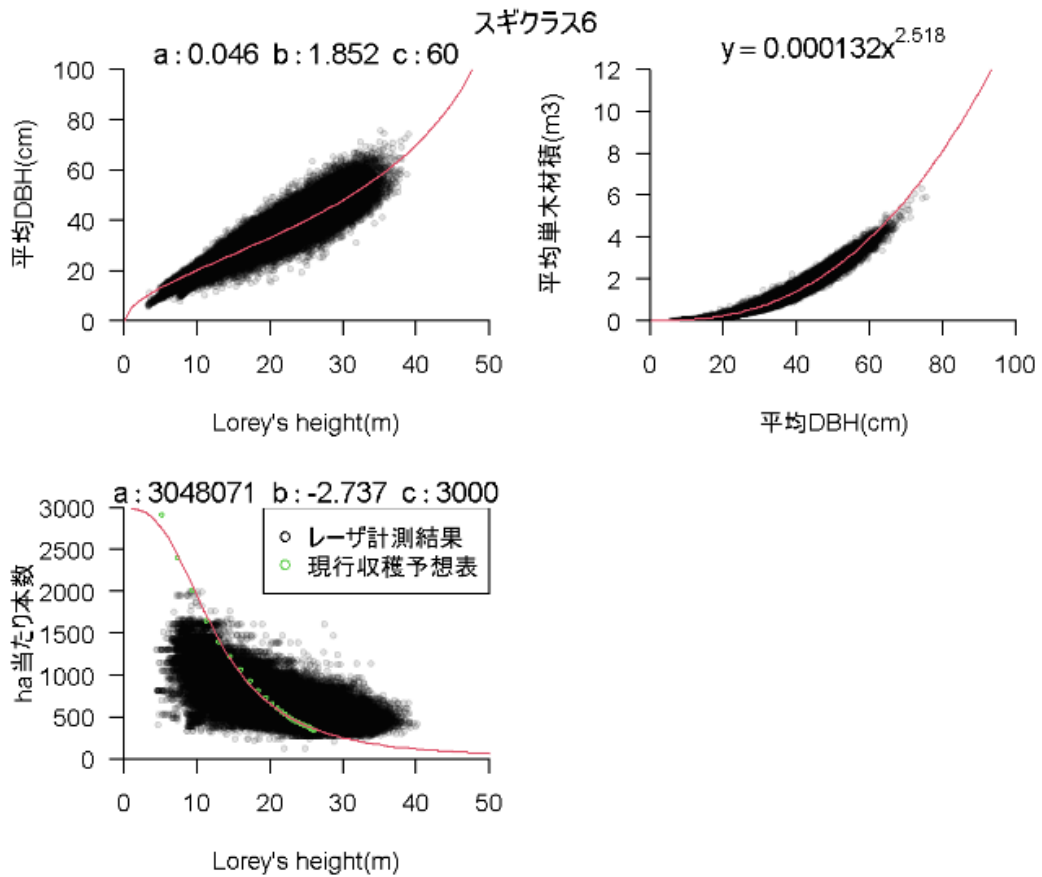 スギクラス6
a : 0.046 b : 1.852 c : 60
100
80
60
40
20
0
平均DBH(cm)
0 10 20 30 40 50
Lorey's height(m)
y = 0.000132x^2.518
12
10
8
6
4
2
0
平均単木材積(m3)
0 20 40 60 80 100
平均DBH(cm)
a : 3048071 b : -2.737 c : 3000
3000
2500
2000
1500
1000
500
0
ha当たり本数
レーザ計測結果
現行収穫予想表
0 10 20 30 40 50
Lorey's height(m)